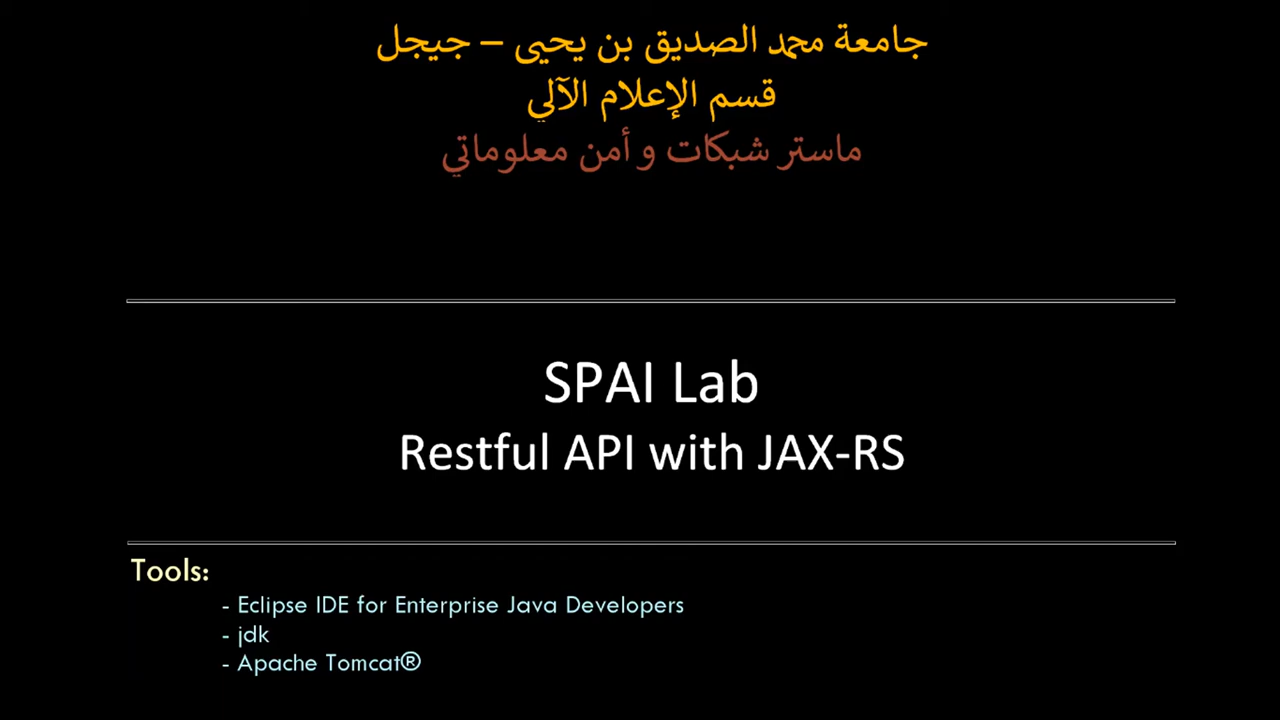 جامعة محمد الصديق بن يحيى – جيجل
قسم الإعلام الآلي
ماستر شبكات و أمن معلوماتي
SPAI Lab
Restful API with JAX-RS
Tools:
- Eclipse IDE for Enterprise Java Developers
- jdk
- Apache Tomcat®